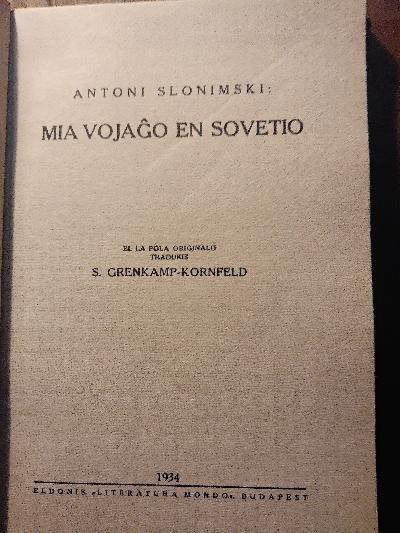 ANTONI SLONIMSKI:
MIA VOJAĜO EN SOVETIO
EL LA POLA ORIGINALO
TRADUKIS
S. GRENKAMP-KORNFELD
1934
ELDONIS „LITERATURA MONDO”, BUDAPEST